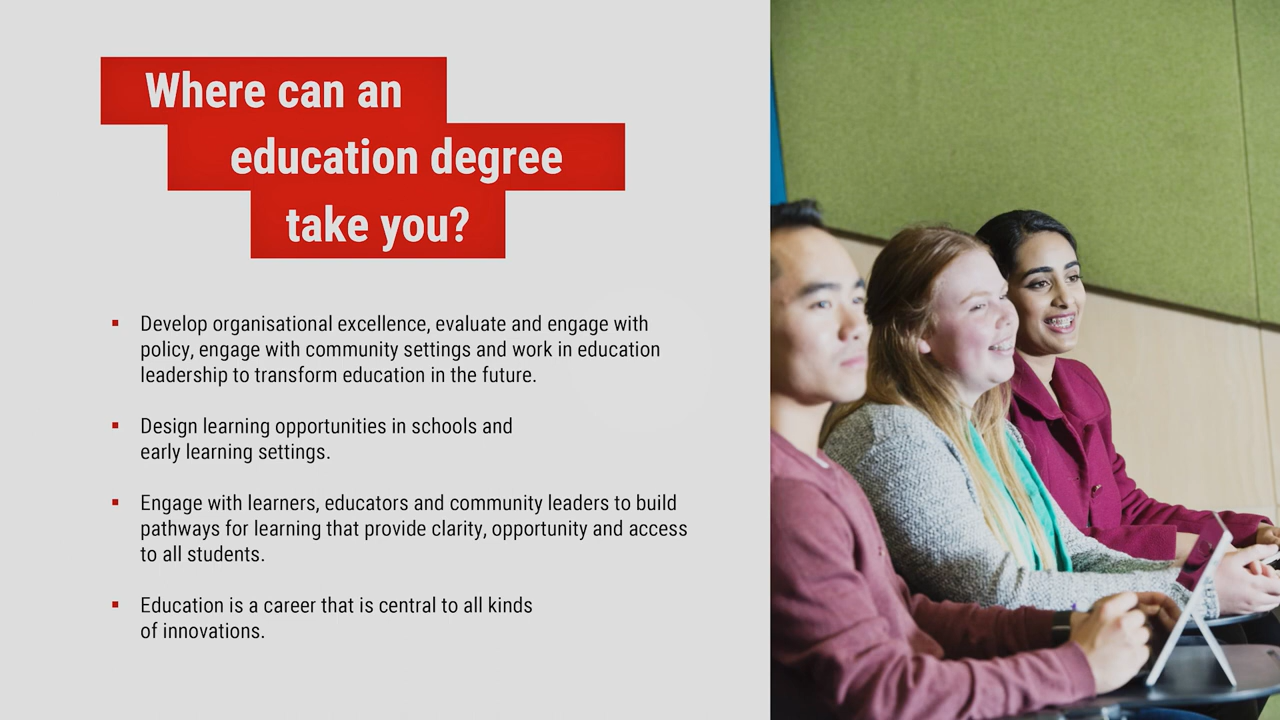 Where can an
education degree
take you?
Develop organisational excellence, evaluate and engage with
policy, engage with community settings and work in education
leadership to transform education in the future.
Design learning opportunities in schools and
early learning settings.
Engage with learners, educators and community leaders to build
pathways for learning that provide clarity, opportunity and access
to all students.
Education is a career that is central to all kinds
of innovations.